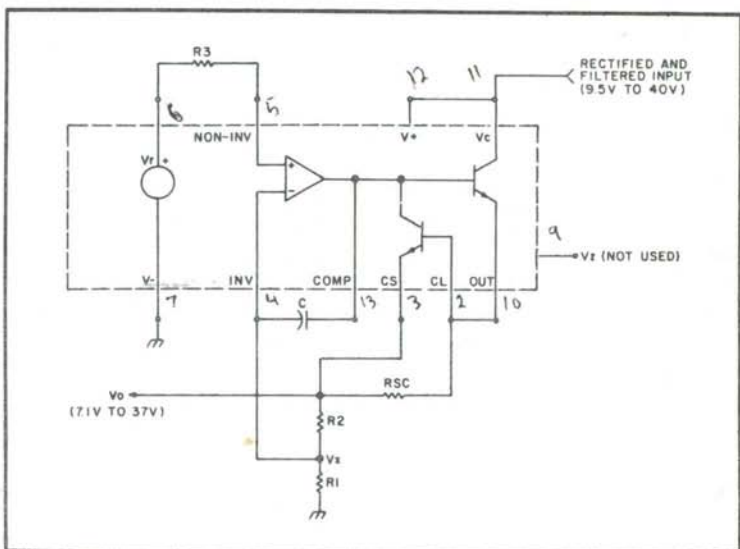 R3
12
11
RECTIFIED AND
FILTERED INPUT
(9.5V TO 40V)
6
5
NON-INV
V+
Vc
Vr +
+
-
9
Vz (NOT USED)
V-
INV
COMP
CS
CL
OUT
7
4
C
13
3
2
10
Vo
(7.1V TO 37V)
RSC
R2
Vx
R1